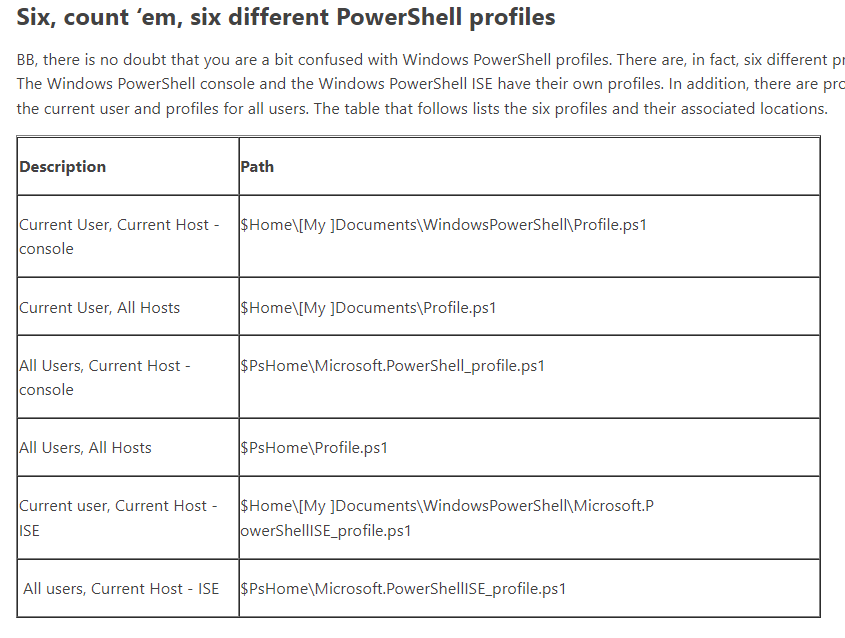 Six, count ‘em, six different PowerShell profiles
BB, there is no doubt that you are a bit confused with Windows PowerShell profiles. There are, in fact, six different
The Windows PowerShell console and the Windows PowerShell ISE have their own profiles. In addition, there are
the current user and profiles for all users. The table that follows lists the six profiles and their associated locations.
Description
Path
Current User, Current Host -
console
$Home\[My ]Documents\WindowsPowerShell\Profile.ps1
Current User, All Hosts
$Home\[My ]Documents\Profile.ps1
All Users, Current Host -
console
$PsHome\Microsoft.PowerShell_profile.ps1
All Users, All Hosts
$PsHome\Profile.ps1
Current user, Current Host -
ISE
$Home\[My ]Documents\WindowsPowerShell\Microsoft.P
owerShellISE_profile.ps1
All users, Current Host - ISE
$PsHome\Microsoft.PowerShellISE_profile.ps1